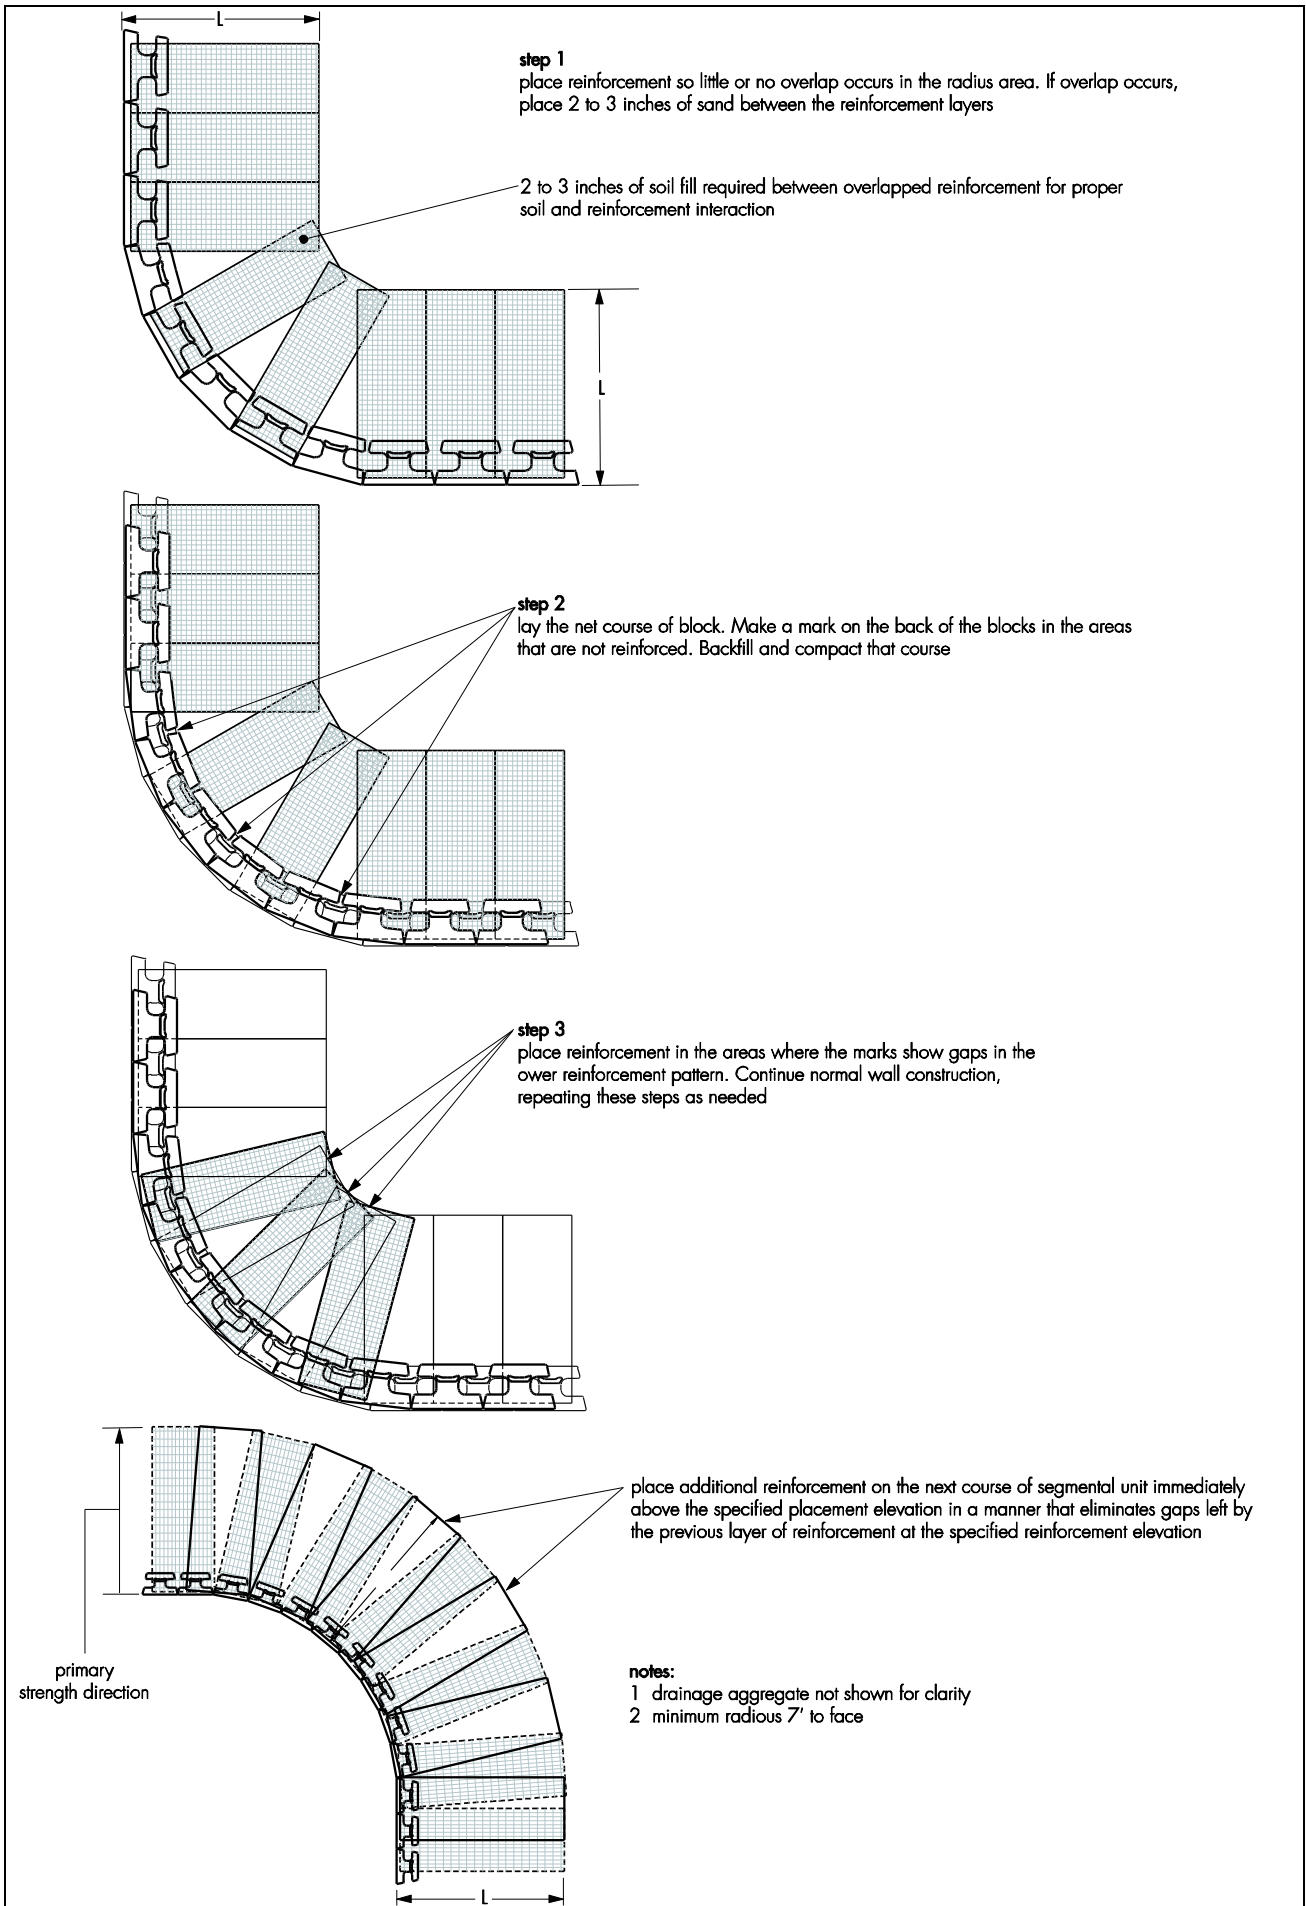 L
step 1
place reinforcement so little or no overlap occurs in the radius area. If overlap occurs,
place 2 to 3 inches of sand between the reinforcement layers
2 to 3 inches of soil fill required between overlapped reinforcement for proper
soil and reinforcement interaction
L
step 2
lay the net course of block. Make a mark on the back of the blocks in the areas
that are not reinforced. Backfill and compact that course
step 3
place reinforcement in the areas where the marks show gaps in the
ower reinforcement pattern. Continue normal wall construction,
repeating these steps as needed
place additional reinforcement on the next course of segmental unit immediately
above the specified placement elevation in a manner that eliminates gaps left by
the previous layer of reinforcement at the specified reinforcement elevation
primary
strength direction
notes:
1 drainage aggregate not shown for clarity
2 minimum radious 7' to face
L